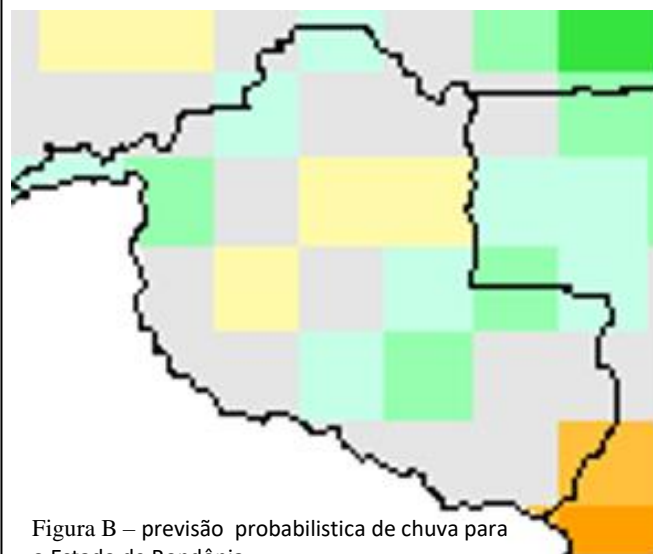 Figura B – previsão probabilistica de chuva para
o Estado de Rondônia